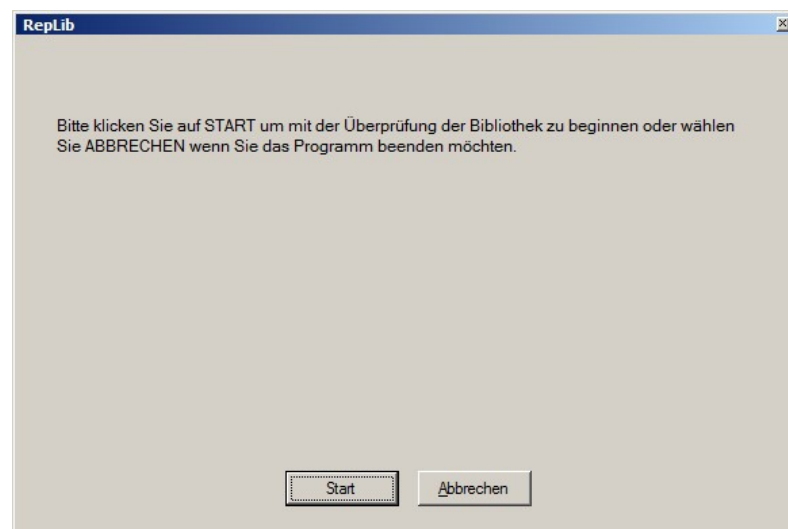 RepLib
Bitte klicken Sie auf START um mit der Überprüfung der Bibliothek zu beginnen oder wählen
Sie ABBRECHEN wenn Sie das Programm beenden möchten.
Start Abbrechen